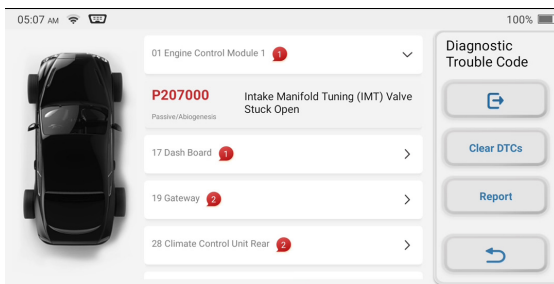 05:07 AM
100%
01 Engine Control Module 1 1
P207000
Intake Manifold Tuning (IMT) Valve
Stuck Open
Passive/Abiogenesis
17 Dash Board 1
19 Gateway 2
28 Climate Control Unit Rear 2
Diagnostic
Trouble Code
Clear DTCs
Report